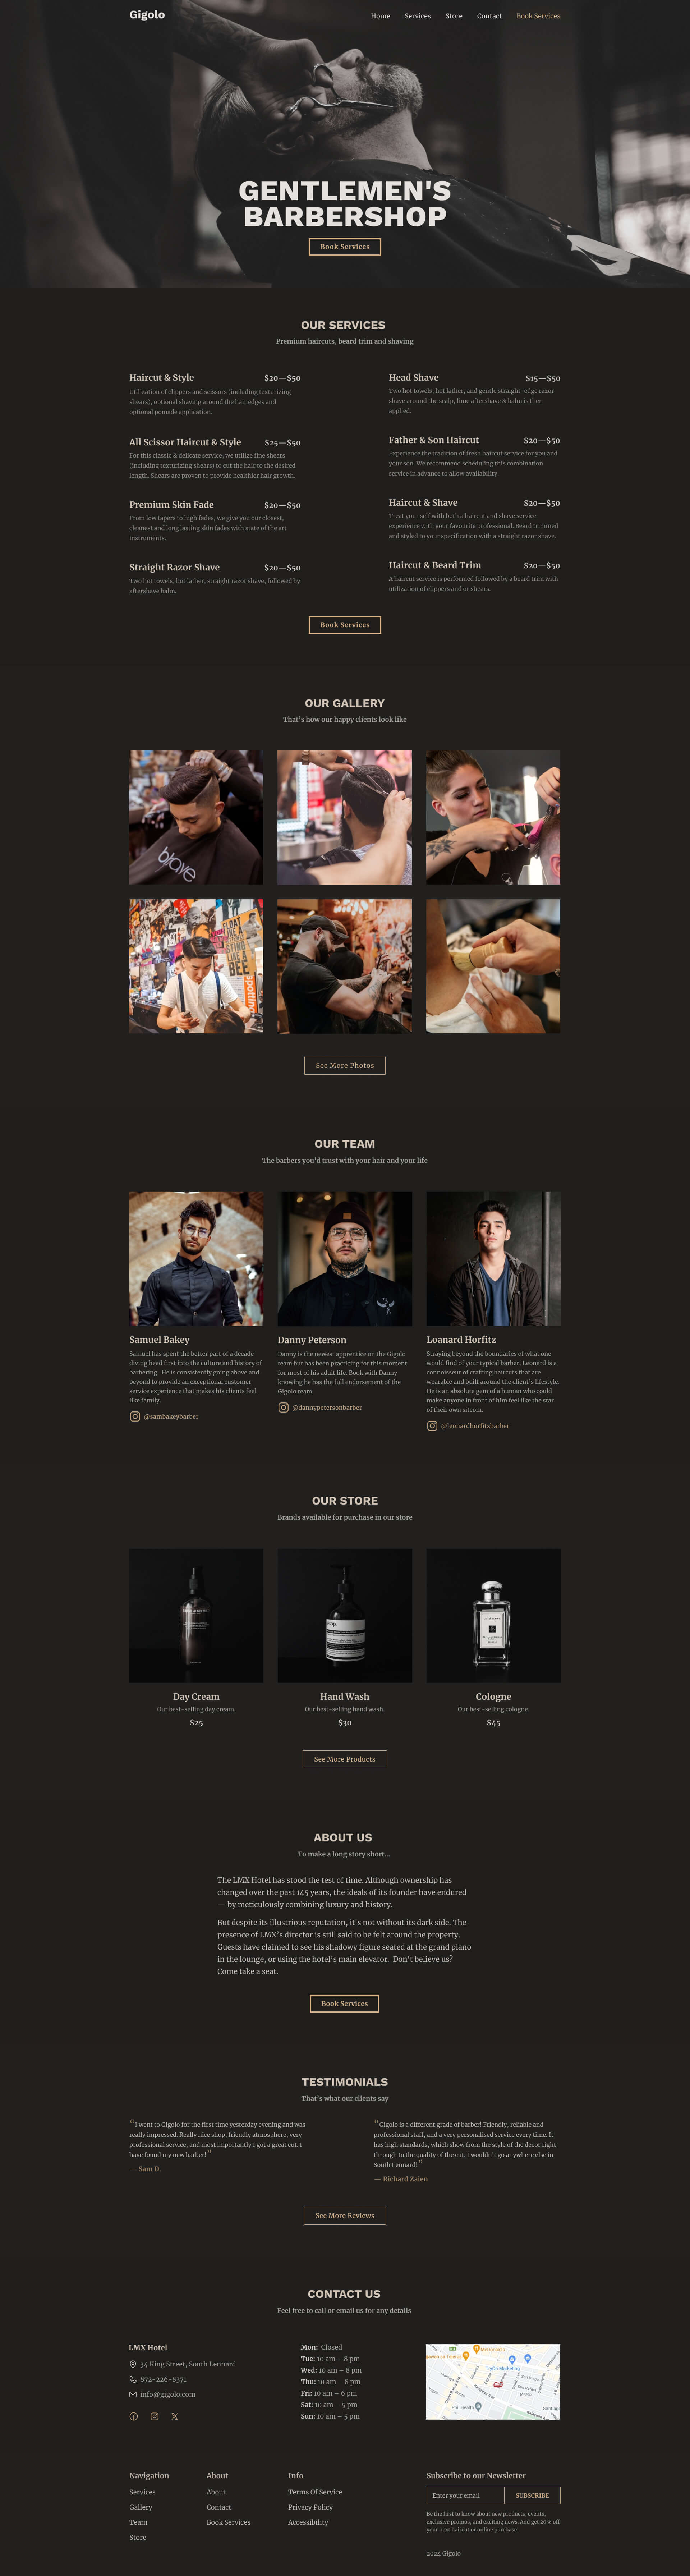 Gigolo
Home Services Store Contact Book Services
GENTLEMEN'S
BARBERSHOP
Book Services
OUR SERVICES
Premium haircuts, beard trim and shaving
Haircut & Style $20—$50
Utilization of clippers and scissors (including texturizing
shears), optional shaving around the hair edges and
optional pomade application.
All Scissor Haircut & Style $25—$50
For this classic & delicate service, we utilize fine shears
(including texturizing shears) to cut the hair to the desired
length. Shears are proven to provide healthier hair growth.
Premium Skin Fade $20—$50
From low tapers to high fades, we give you our closest,
cleanest and long lasting skin fades with state of the art
instruments.
Straight Razor Shave $20—$50
Two hot towels, hot lather, straight razor shave, followed by
aftershave balm.
Head Shave $15—$50
Two hot towels, hot lather, and gentle straight-edge razor
shave around the scalp, lime aftershave & balm is then
applied.
Father & Son Haircut $20—$50
Experience the tradition of fresh haircut service for you and
your son. We recommend scheduling this combination
service in advance to allow availability.
Haircut & Shave $20—$50
Treat your self with both a haircut and shave service
experience with your favourite professional. Beard trimmed
and styled to your specification with a straight razor shave.
Haircut & Beard Trim $20—$50
A haircut service is performed followed by a beard trim with
utilization of clippers and or shears.
Book Services
OUR GALLERY
That's how our happy clients look like
blave
See More Photos
OUR TEAM
The barbers you'd trust with your hair and your life
Samuel Bakey
Samuel has spent the better part of a decade
diving head first into the culture and history of
barbering. He is consistently going above and
beyond to provide an exceptional customer
service experience that makes his clients feel
like family.
@sambakeybarber
Danny Peterson
Danny is the newest apprentice on the Gigolo
team but has been practicing for this moment
for most of his adult life. Book with Danny
knowing he has the full endorsement of the
Gigolo team.
@dannypetersonbarber
Loanard Horfitz
Straying beyond the boundaries of what one
would find of your typical barber, Leonard is a
connoisseur of crafting haircuts that are
wearable built around the client's lifestyle.
He is an absolute gem of a human who could
make anyone in front of him feel like the star
of their own sitcom.
@leonardhorfitzbarber
OUR STORE
Brands available for purchase in our store
Day Cream
Our best-selling day cream.
$25
Hand Wash
Our best-selling hand wash.
$30
Cologne
Our best-selling cologne.
$45
See More Products
ABOUT US
To make a long story short...
The LMX Hotel has stood the test of time. Although ownership has
changed over the past 145 years, the ideals of its founder have endured
— by meticulously combining luxury and history.
But despite its illustrious reputation, it's not without its dark side. The
presence of LMX's director is still said to be felt around the property.
Guests have claimed to see his shadowy figure seated at the grand piano
in the lounge, or using the hotel's main elevator. Don't believe us?
Come take a seat.
Book Services
TESTIMONIALS
That's what our clients say
“I went to Gigolo for the first time yesterday evening and was
really impressed. Really nice shop, friendly atmosphere, very
professional service, and most importantly I got a great cut. I
have found my new barber!”
— Sam D.
“Gigolo is a different grade of barber! Friendly, reliable and
professional staff, and a very personalised service every time. It
has high standards, which show from the style of the decor right
through to the quality of the cut. I wouldn't go anywhere else in
South Lennard!”
— Richard Zaien
See More Reviews
CONTACT US
Feel free to call or email us for any details
LMX Hotel
34 King Street, South Lennard
872-226-8371
info@gigolo.com
Mon: Closed
Tue: 10 am – 8 pm
Wed: 10 am – 8 pm
Thu: 10 am – 8 pm
Fri: 10 am – 6 pm
Sat: 10 am – 5 pm
Sun: 10 am – 5 pm
McDonald's
TryOn Marketing
Phil Health
Navigation
Services
Gallery
Team
Store
About
About
Contact
Book Services
Info
Terms Of Service
Privacy Policy
Accessibility
Subscribe to our Newsletter
Enter your email SUBSCRIBE
Be the first to know about new products, events,
exclusive promos, and exciting news. And get 20% off
your next haircut or online purchase.
2024 Gigolo